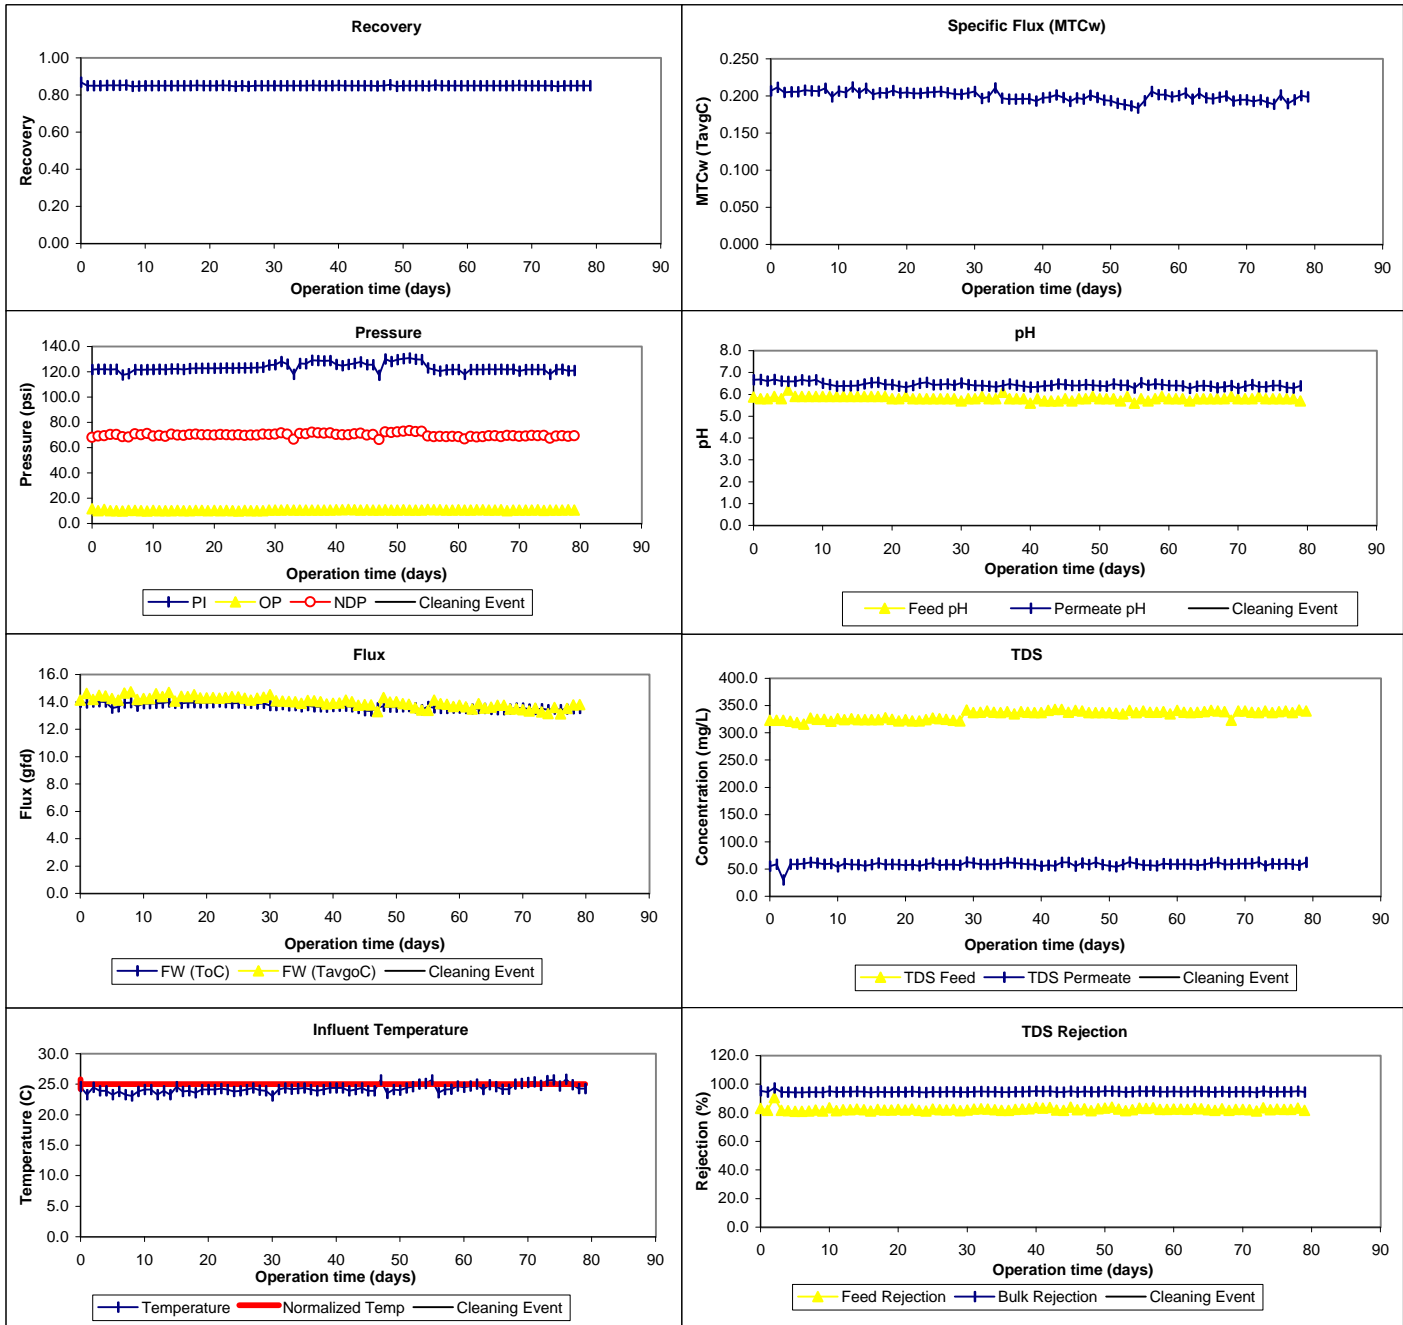 Recovery
1.00
0.80
0.60
0.40
0.20
0.00
Recovery
0 10 20 30 40 50 60 70 80 90
Operation time (days)
Specific Flux (MTCw)
0.250
0.200
0.150
0.100
0.050
0.000
MTCw (TavgC)
0 10 20 30 40 50 60 70 80 90
Operation time (days)
Pressure
140.0
120.0
100.0
80.0
60.0
40.0
20.0
0.0
Pressure (psi)
0 10 20 30 40 50 60 70 80 90
Operation time (days)
PI OP NDP Cleaning Event
pH
8.0
7.0
6.0
5.0
4.0
3.0
2.0
1.0
0.0
pH
0 10 20 30 40 50 60 70 80 90
Operation time (days)
Feed pH Permeate pH Cleaning Event
Flux
16.0
14.0
12.0
10.0
8.0
6.0
4.0
2.0
0.0
Flux (gfd)
0 10 20 30 40 50 60 70 80 90
Operation time (days)
FW (ToC) FW (TavgoC) Cleaning Event
TDS
400.0
350.0
300.0
250.0
200.0
150.0
100.0
50.0
0.0
Concentration (mg/L)
0 10 20 30 40 50 60 70 80 90
Operation time (days)
TDS Feed TDS Permeate Cleaning Event
Influent Temperature
30.0
25.0
20.0
15.0
10.0
5.0
0.0
Temperature (C)
0 10 20 30 40 50 60 70 80 90
Operation time (days)
Temperature Normalized Temp Cleaning Event
TDS Rejection
120.0
100.0
80.0
60.0
40.0
20.0
0.0
Rejection (%)
0 10 20 30 40 50 60 70 80 90
Operation time (days)
Feed Rejection Bulk Rejection Cleaning Event